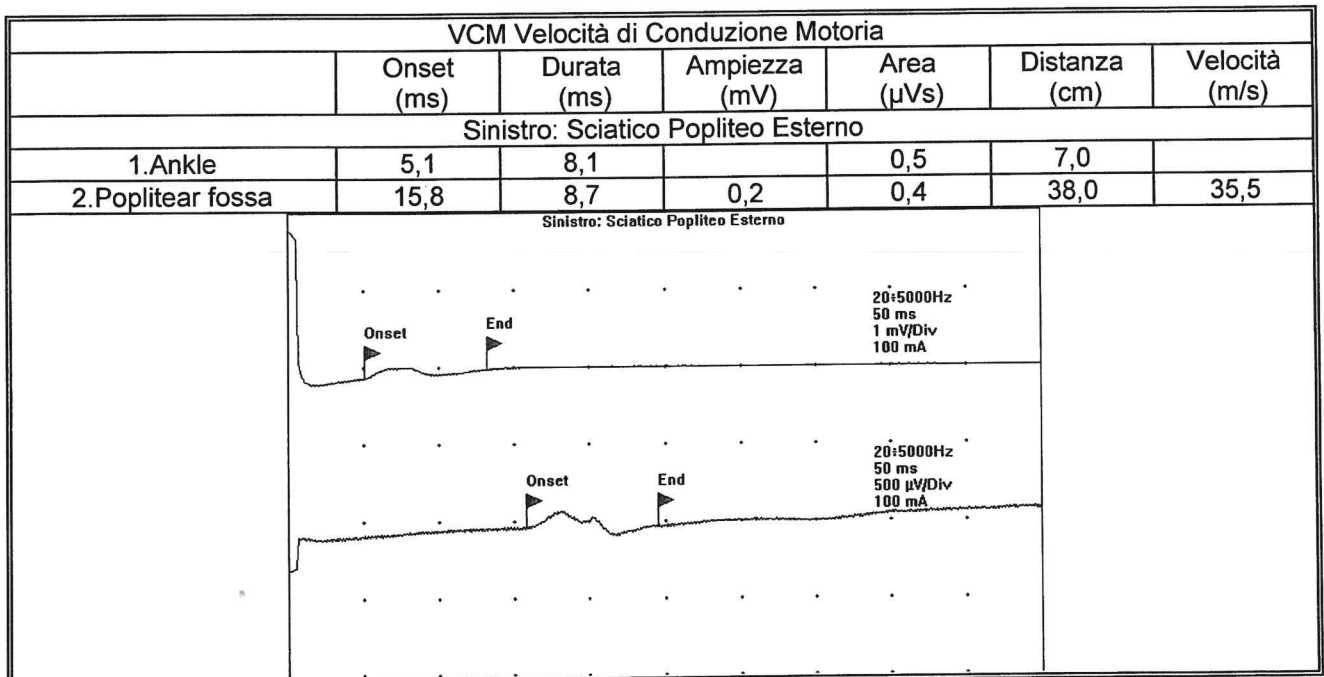 VCM Velocità di Conduzione Motoria
Onset (ms) Durata (ms) Ampiezza (mV) Area (µVs) Distanza (cm) Velocità (m/s)
Sinistro: Sciatico Popliteo Esterno
1.Ankle 5,1 8,1 0,5 7,0
2.Poplitear fossa 15,8 8,7 0,2 0,4 38,0 35,5
Sinistro: Sciatico Popliteo Esterno
Onset End
20÷5000Hz
50 ms
1 mV/Div
100 mA
Onset End
20÷5000Hz
50 ms
500 µV/Div
100 mA